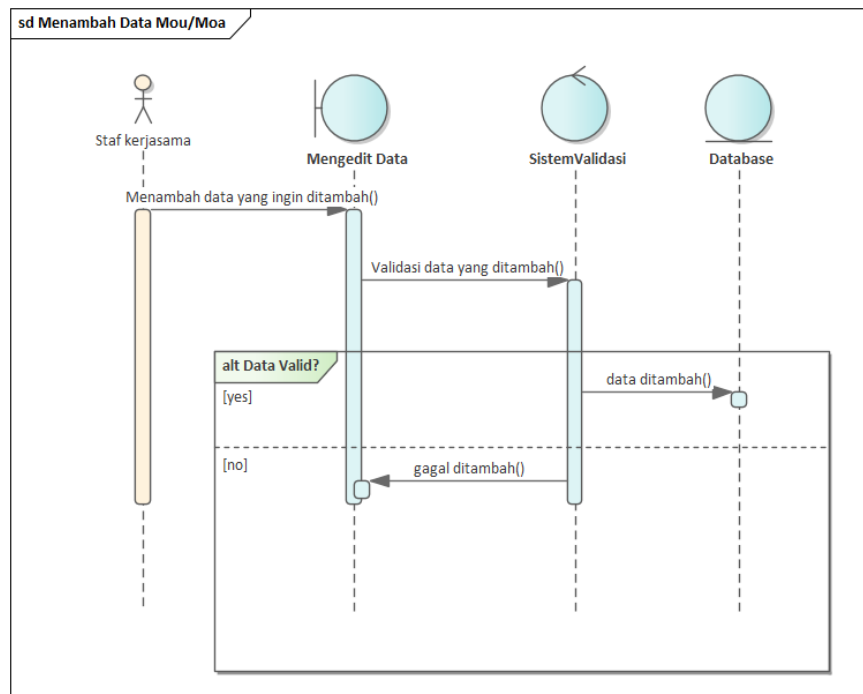 sd Menambah Data Mou/Moa
Staf kerjasama
Mengedit Data
SistemValidasi
Database
Menambah data yang ingin ditambah()
Validasi data yang ditambah()
alt Data Valid?
[yes]
data ditambah()
[no]
gagal ditambah()